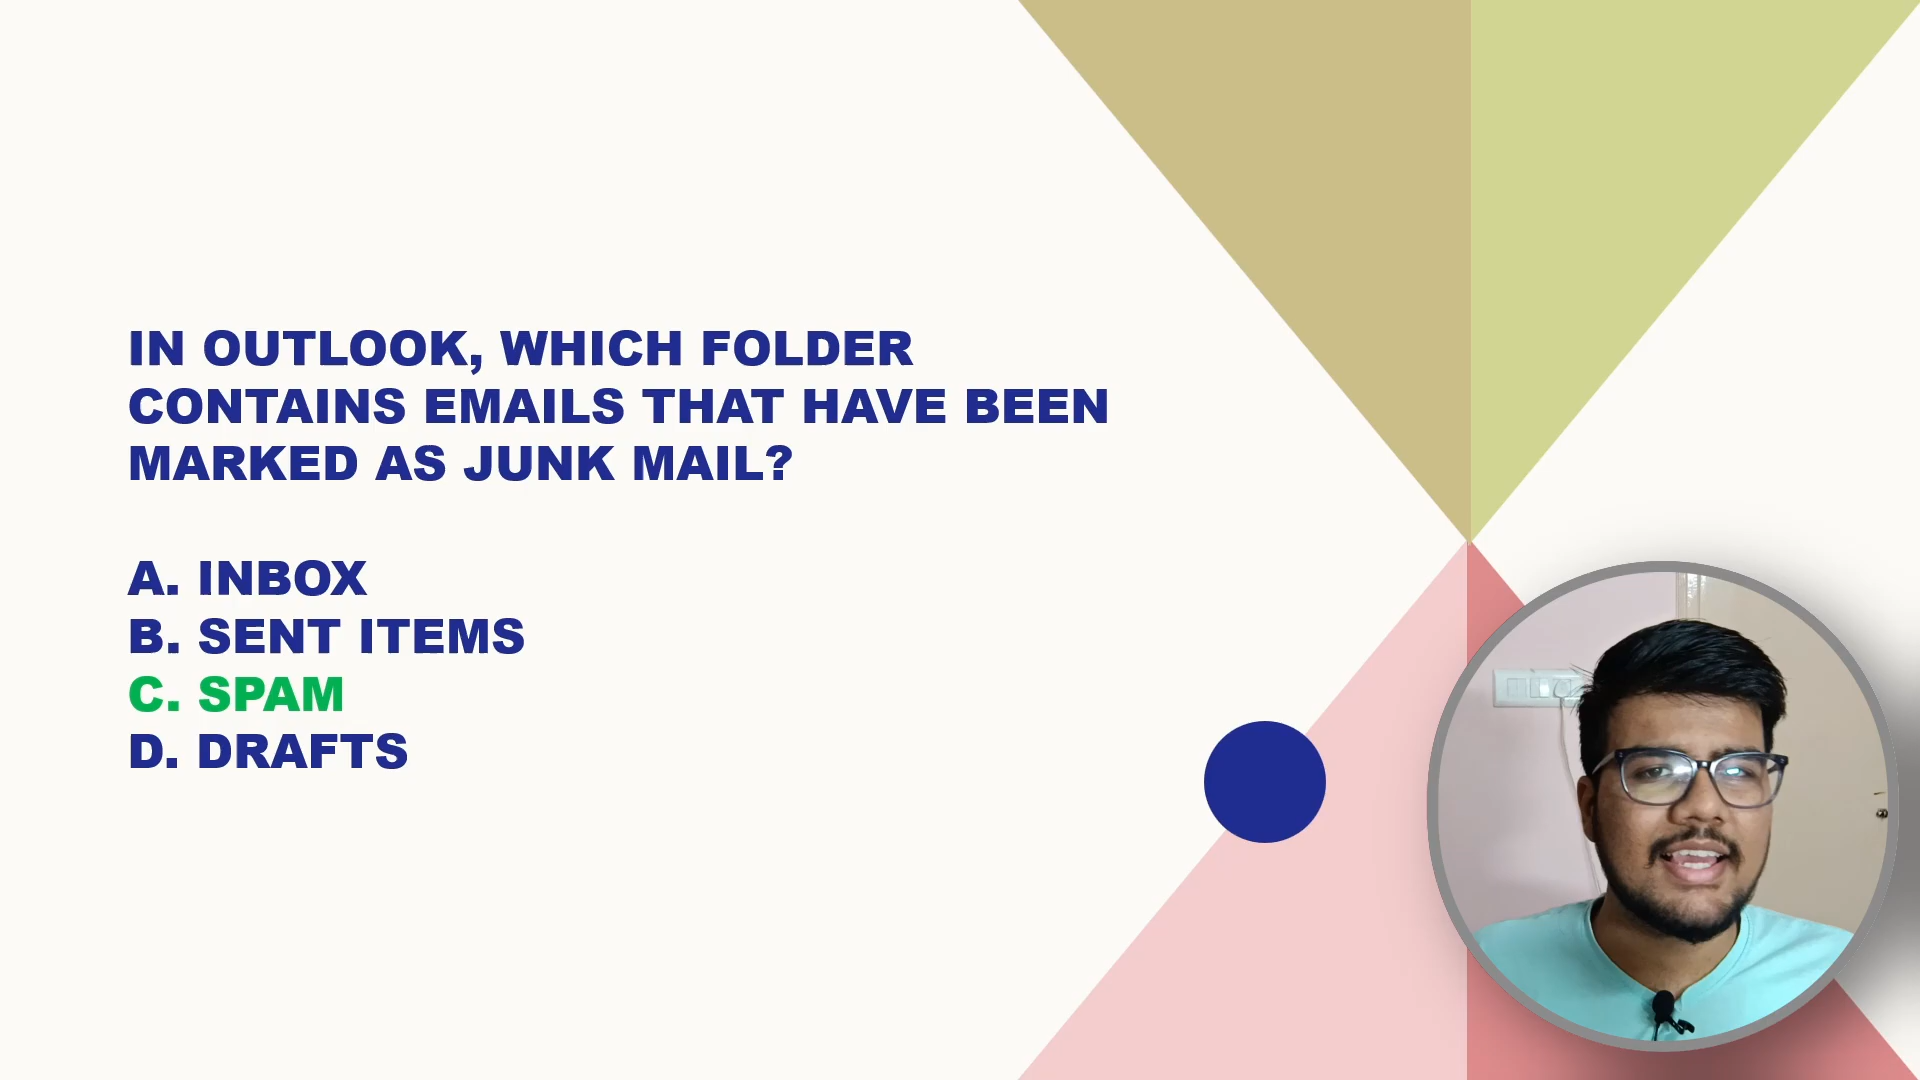 IN OUTLOOK, WHICH FOLDER
CONTAINS EMAILS THAT HAVE BEEN
MARKED AS JUNK MAIL?
A. INBOX
B. SENT ITEMS
C. SPAM
D. DRAFTS